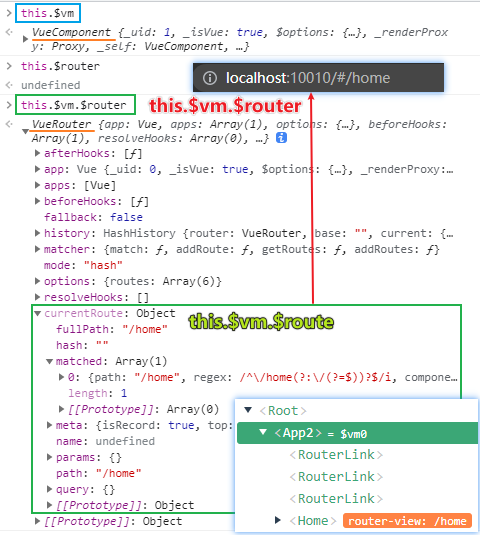 > this.$vm
VueComponent {_uid: 1, _isVue: true, $options: {…}, _renderProx
y: Proxy, _self: VueComponent, …}
> this.$router
undefined
localhost:10010/#/home
> this.$vm.$router
this.$vm.$router
VueRouter {app: Vue, apps: Array(1), options: {…}, beforeHooks:
Array(1), resolveHooks: Array(0), …}
afterHooks: [ƒ]
app: Vue {_uid: 0, _isVue: true, $options: {…}, _renderProxy:…
apps: [Vue]
beforeHooks: [ƒ]
fallback: false
history: HashHistory {router: VueRouter, base: "", current: {…
matcher: {match: ƒ, addRoute: ƒ, getRoutes: ƒ, addRoutes: ƒ}
mode: "hash"
options: {routes: Array(6)}
resolveHooks: []
currentRoute: Object
this.$vm.$route
fullPath: "/home"
hash: ""
matched: Array(1)
0: {path: "/home", regex: /^\/home(?:\/(?=$))?$/i, compone…
length: 1
[[Prototype]]: Array(0)
meta: {isRecord: true, top:
name: undefined
params: {}
path: "/home"
query: {}
[[Prototype]]: Object
[[Prototype]]: Object
<Root>
<App2> = $vm0
<RouterLink>
<RouterLink>
<RouterLink>
<Home> router-view: /home